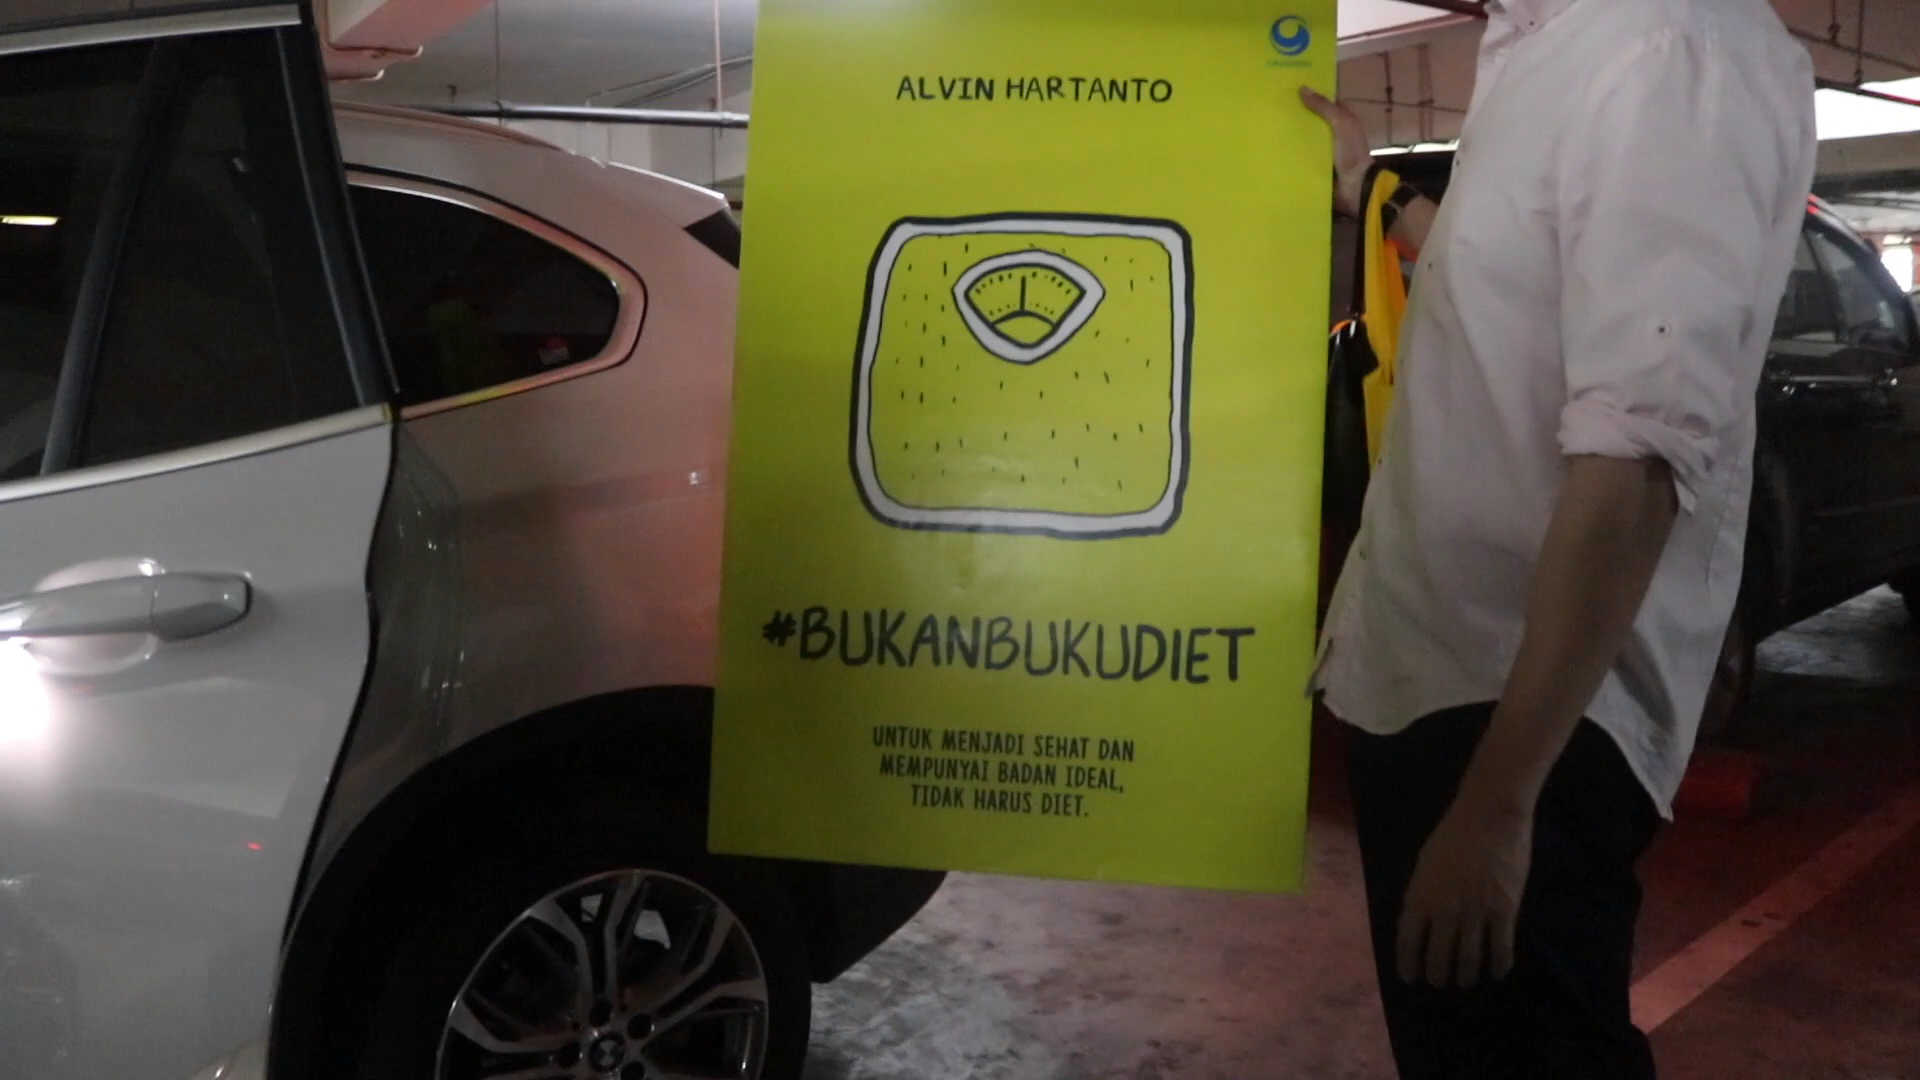 ALVIN HARTANTO
#BUKANBUKUDIET
UNTUK MENJADI SEHAT DAN
MEMPUNYAI BADAN IDEAL,
TIDAK HARUS DIET.